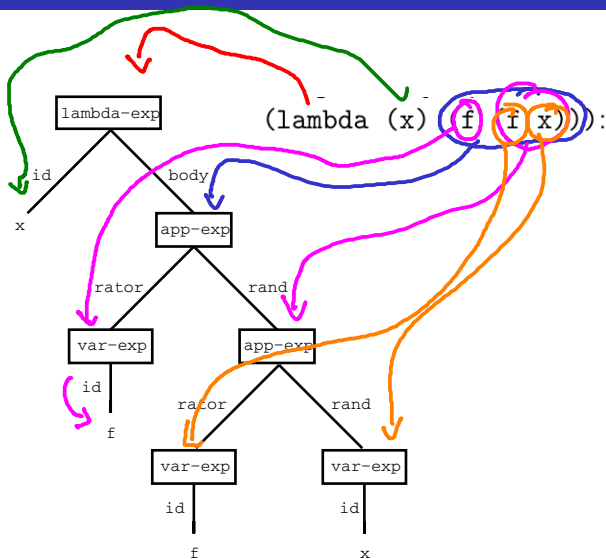 (lambda (x) (f (f x))):
lambda-exp
id body
x
app-exp
rator rand
var-exp app-exp
id
f
rator rand
var-exp var-exp
id id
f x